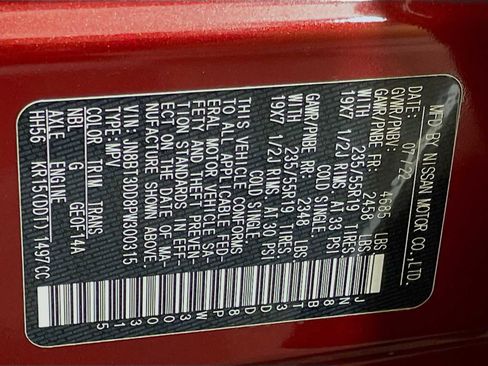 MFD BY NISSAN MOTOR CO.,LTD.
DATE: 07/22
GVWR/PNBV: 4685 LBS
GAWR/PNBE FR: 2458 LBS
WITH 235/55R19 TIRES
19X7 1/2J RIMS AT 33 PSI
COLD SINGLE
GAWR/PNBE RR: 2348 LBS
WITH 235/55R19 TIRES
19X7 1/2J RIMS AT 30 PSI
COLD SINGLE
THIS VEHICLE CONFORMS
TO ALL APPLICABLE FED-
ERAL MOTOR VEHICLE SA-
FETY AND THEFT PREVEN-
TION STANDARDS IN EFF-
ECT ON THE DATE OF MA-
NUFACTURE SHOWN ABOVE.
TYPE:MPV
JN8BT3DD8PW300315
COLOR TRIM TRANS
NBL G GE0F14A
AXLE ENGINE
HH56 KR15(DDT) 1497CC
JN8BT3DD8PW300315